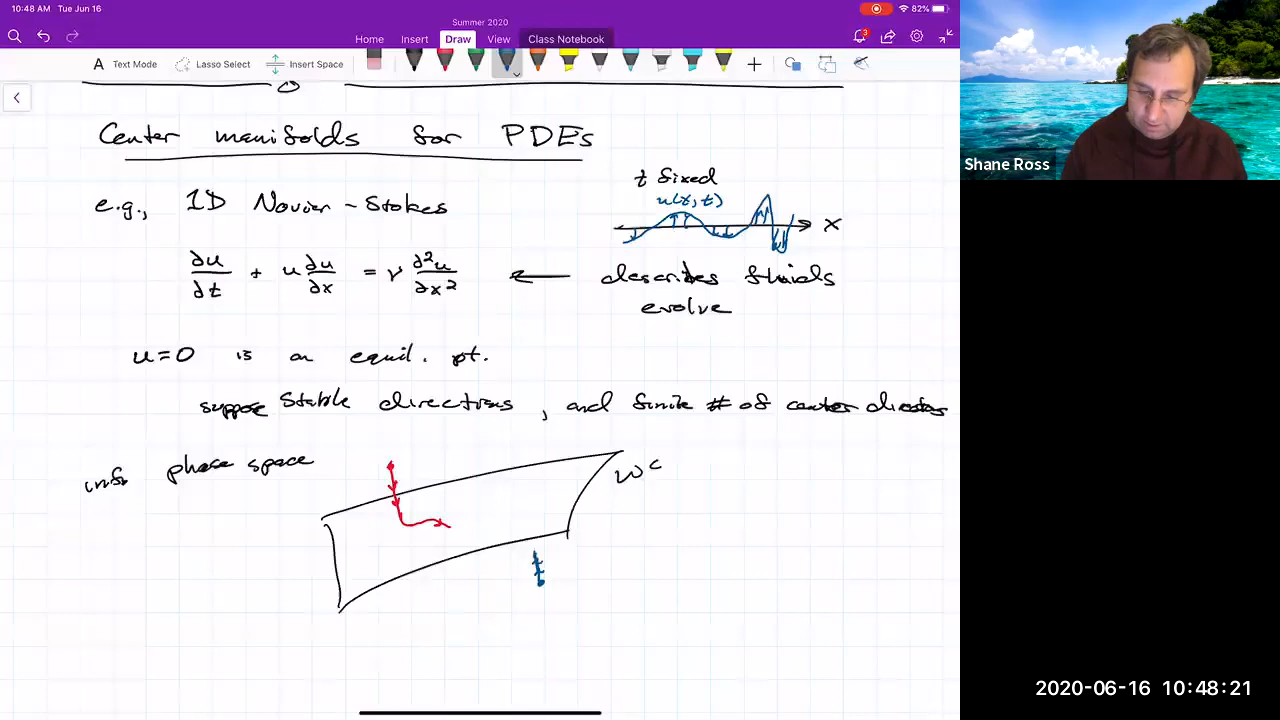 10:48 AM Tue Jun 16
82%
Summer 2020
Home Insert Draw View Class Notebook
3
A Text Mode Lasso Select Insert Space
Center manifolds for PDEs
t fixed
u(x, t)
x
e.g., 1D Navier-Stokes
∂u/∂t + u ∂u/∂x = ν ∂²u/∂x² ← describes fluids
evolve
u=0 is an equil. pt.
suppose stable directions, and finite # of center directions
inf. phase space
Wᶜ
Shane Ross
2020-06-16 10:48:21